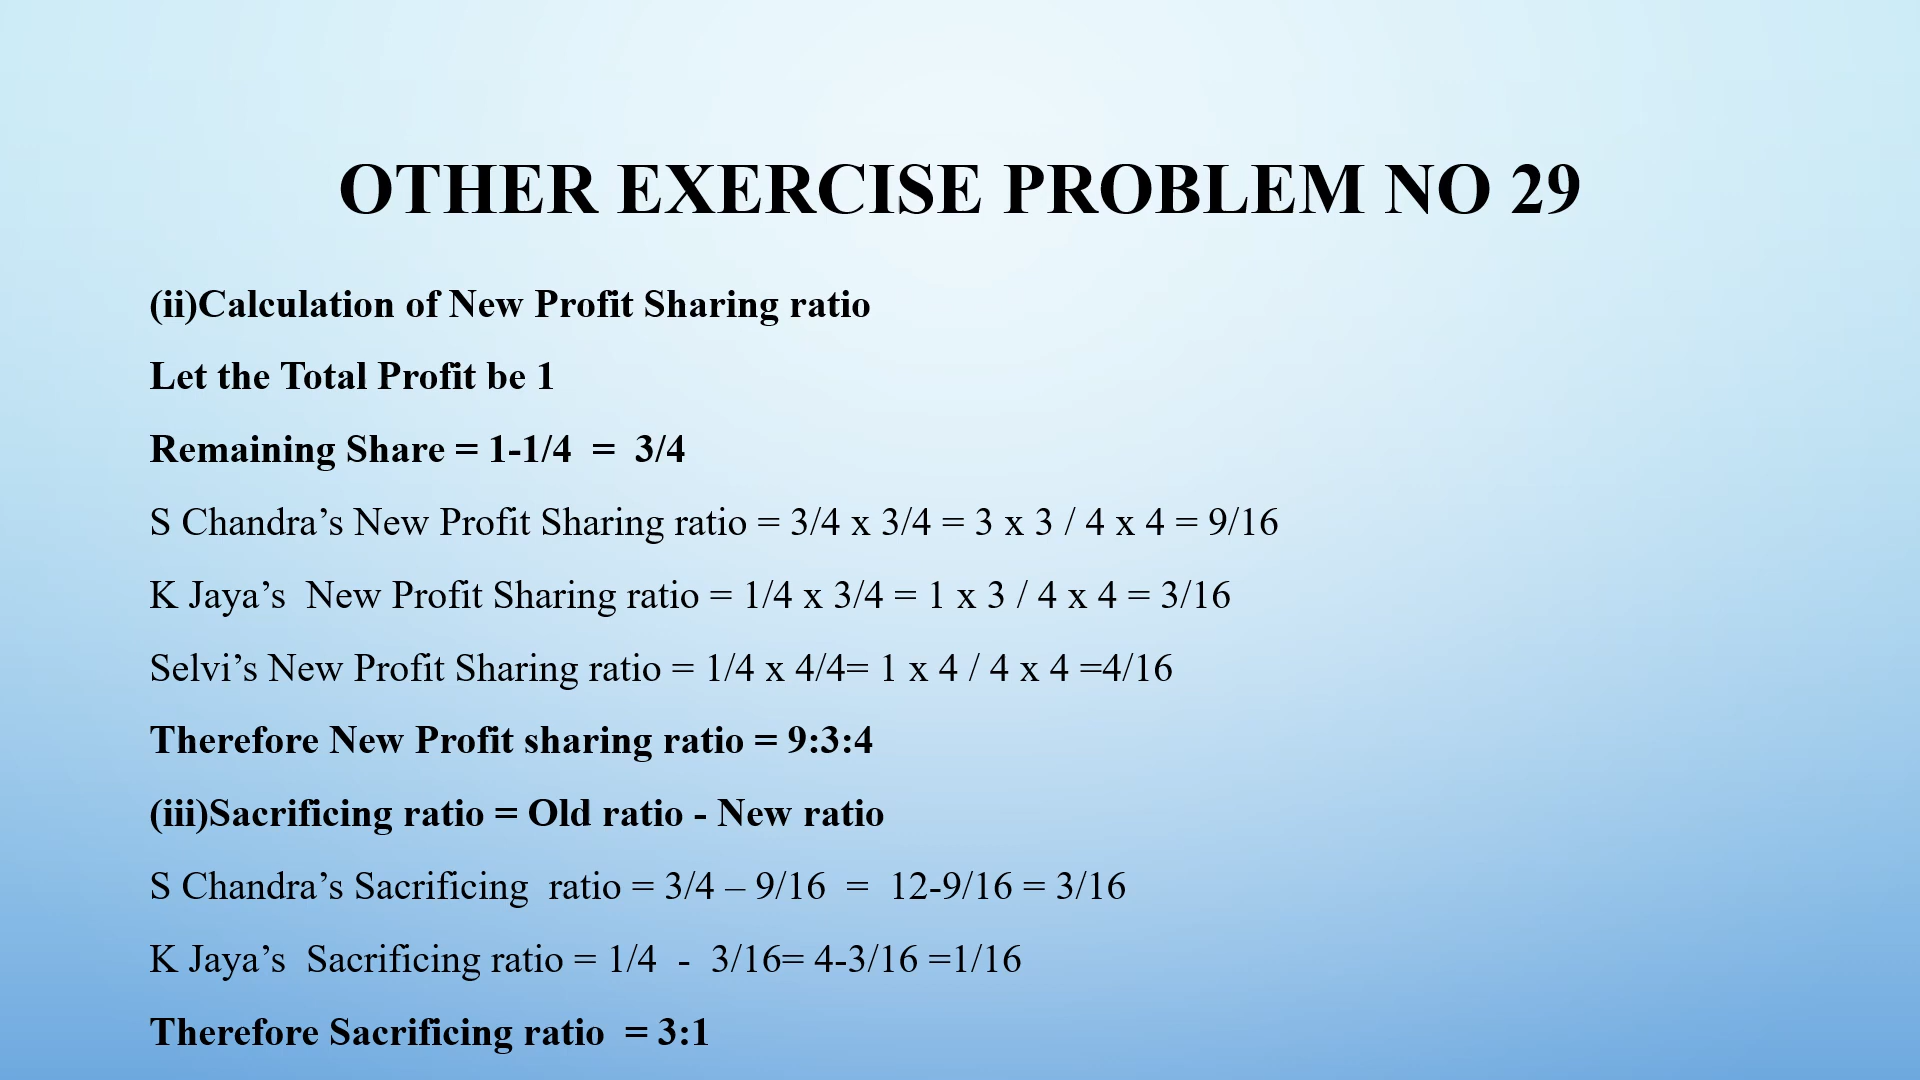 OTHER EXERCISE PROBLEM NO 29
(ii)Calculation of New Profit Sharing ratio
Let the Total Profit be 1
Remaining Share = 1-1/4  =  3/4
S Chandra’s New Profit Sharing ratio = 3/4 x 3/4 = 3 x 3 / 4 x 4 = 9/16
K Jaya’s  New Profit Sharing ratio = 1/4 x 3/4 = 1 x 3 / 4 x 4 = 3/16
Selvi’s New Profit Sharing ratio = 1/4 x 4/4= 1 x 4 / 4 x 4 =4/16
Therefore New Profit sharing ratio = 9:3:4
(iii)Sacrificing ratio = Old ratio - New ratio
S Chandra’s Sacrificing  ratio = 3/4 – 9/16  =  12-9/16 = 3/16
K Jaya’s  Sacrificing ratio = 1/4  -  3/16= 4-3/16 =1/16
Therefore Sacrificing ratio  = 3:1